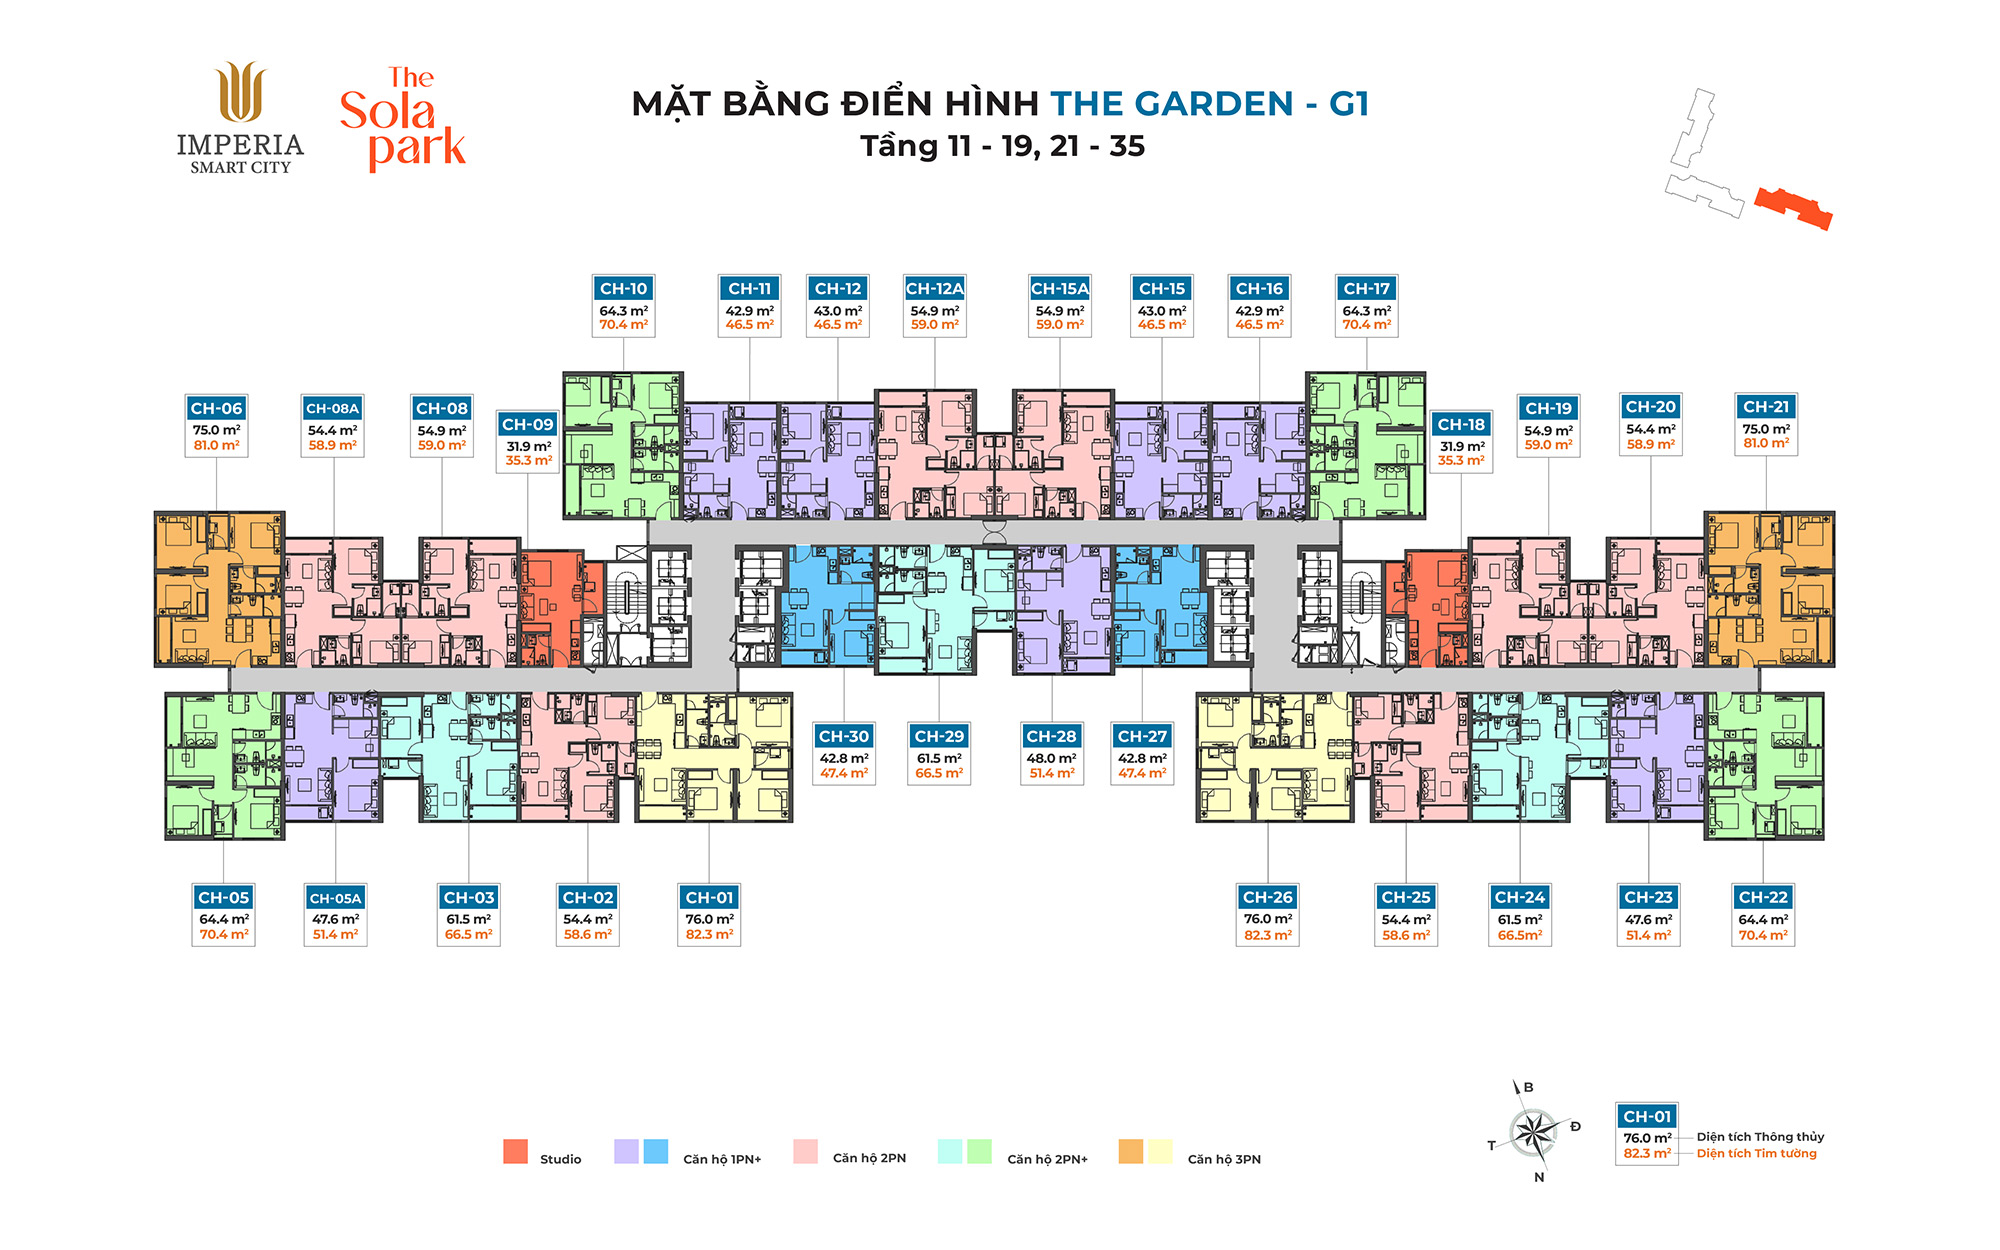 IMPERIA
SMART CITY
The
Sola
park
MẶT BẰNG ĐIỂN HÌNH THE GARDEN - G1
Tầng 11 - 19, 21 - 35
CH-10
64.3 m²
70.4 m²
CH-11
42.9 m²
46.5 m²
CH-12
43.0 m²
46.5 m²
CH-12A
54.9 m²
59.0 m²
CH-15A
54.9 m²
59.0 m²
CH-15
43.0 m²
46.5 m²
CH-16
42.9 m²
46.5 m²
CH-17
64.3 m²
70.4 m²
CH-06
75.0 m²
81.0 m²
CH-08A
54.4 m²
58.9 m²
CH-08
54.9 m²
59.0 m²
CH-09
31.9 m²
35.3 m²
CH-18
31.9 m²
35.3 m²
CH-19
54.9 m²
59.0 m²
CH-20
54.4 m²
58.9 m²
CH-21
75.0 m²
81.0 m²
CH-30
42.8 m²
47.4 m²
CH-29
61.5 m²
66.5 m²
CH-28
48.0 m²
51.4 m²
CH-27
42.8 m²
47.4 m²
CH-05
64.4 m²
70.4 m²
CH-05A
47.6 m²
51.4 m²
CH-03
61.5 m²
66.5 m²
CH-02
54.4 m²
58.6 m²
CH-01
76.0 m²
82.3 m²
CH-26
76.0 m²
82.3 m²
CH-25
54.4 m²
58.6 m²
CH-24
61.5 m²
66.5m²
CH-23
47.6 m²
51.4 m²
CH-22
64.4 m²
70.4 m²
Studio
Căn hộ 1PN+
Căn hộ 2PN
Căn hộ 2PN+
Căn hộ 3PN
B
Đ
T
N
CH-01
76.0 m² Diện tích Thông thủy
82.3 m² Diện tích Tim tường